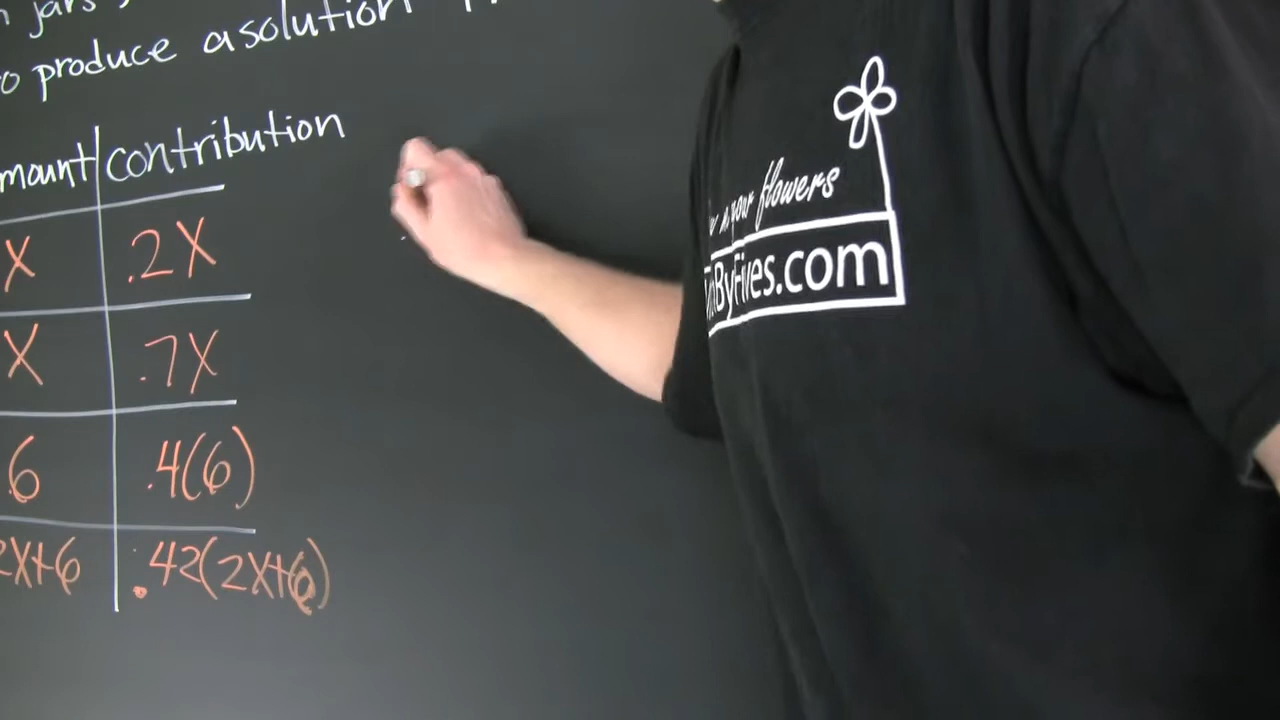 jars
produce a solution
mount contribution
X .2X
X .7X
6 .4(6)
2X+6 .42(2X+6)
your flowers
ByFives.com